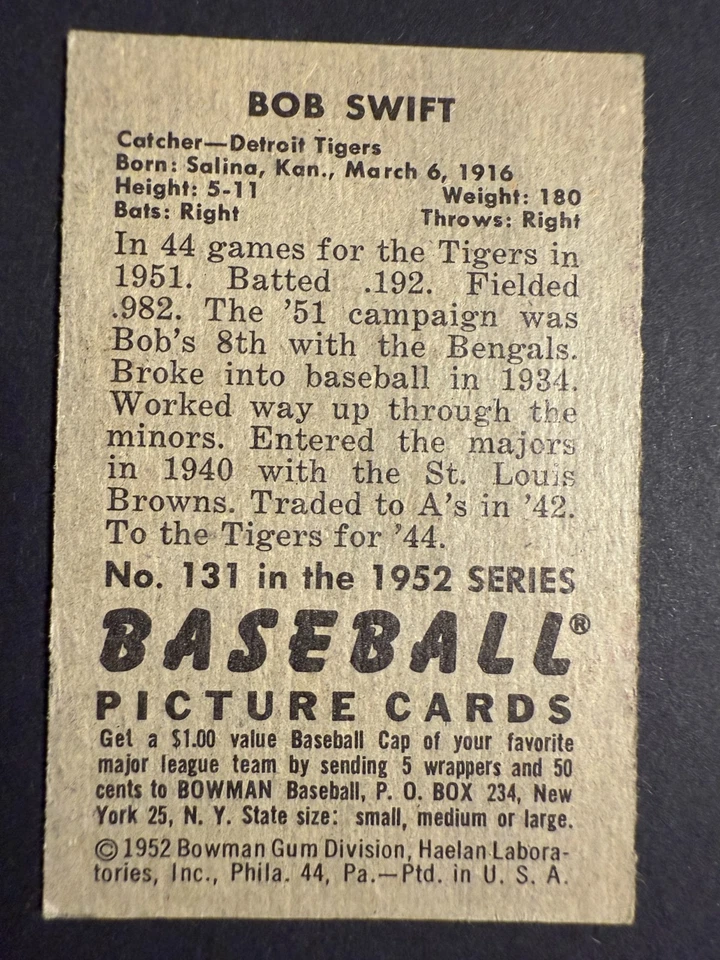 BOB SWIFT
Catcher—Detroit Tigers
Born: Salina, Kan., March 6, 1916
Height: 5-11 Weight: 180
Bats: Right Throws: Right
In 44 games for the Tigers in
1951. Batted .192. Fielded
.982. The '51 campaign was
Bob's 8th with the Bengals.
Broke into baseball in 1934.
Worked way up through the
minors. Entered the majors
in 1940 with the St. Louis
Browns. Traded to A's in '42.
To the Tigers for '44.
No. 131 in the 1952 SERIES
BASEBALL®
PICTURE CARDS
Get a $1.00 value Baseball Cap of your favorite
major league team by sending 5 wrappers and 50
cents to BOWMAN Baseball, P. O. BOX 234, New
York 25, N. Y. State size: small, medium or large.
© 1952 Bowman Gum Division, Haelan Labora-
tories, Inc., Phila. 44, Pa.—Ptd. in U. S. A.